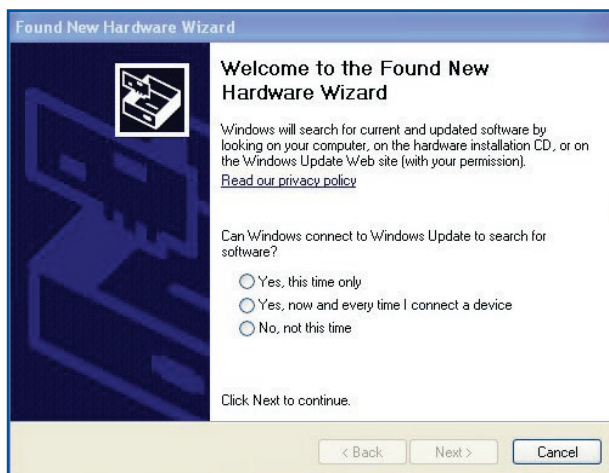 Found New Hardware Wizard
Welcome to the Found New
Hardware Wizard
Windows will search for current and updated software by
looking on your computer, on the hardware installation CD, or on
the Windows Update Web site (with your permission).
Read our privacy policy
Can Windows connect to Windows Update to search for
software?
Yes, this time only
Yes, now and every time I connect a device
No, not this time
Click Next to continue.
< Back
Next >
Cancel